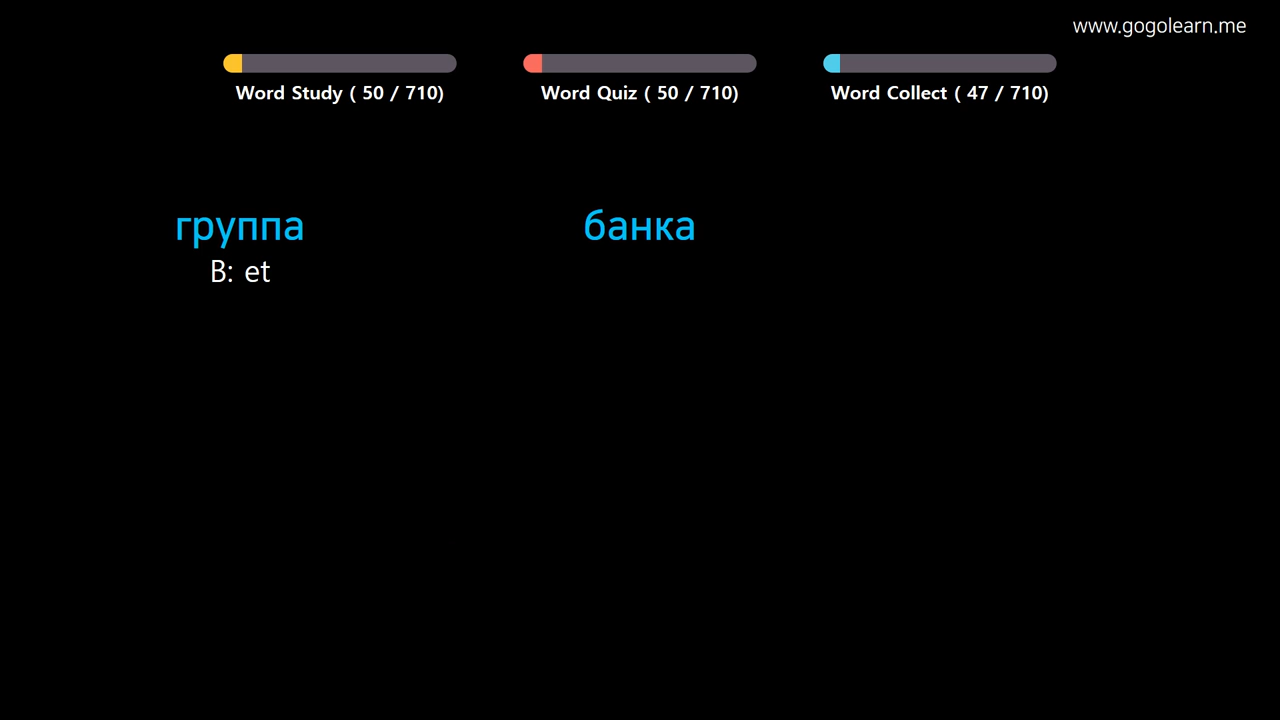 www.gogolearn.me
Word Study ( 50 / 710)
Word Quiz ( 50 / 710)
Word Collect ( 47 / 710)
группа
банка
B: et